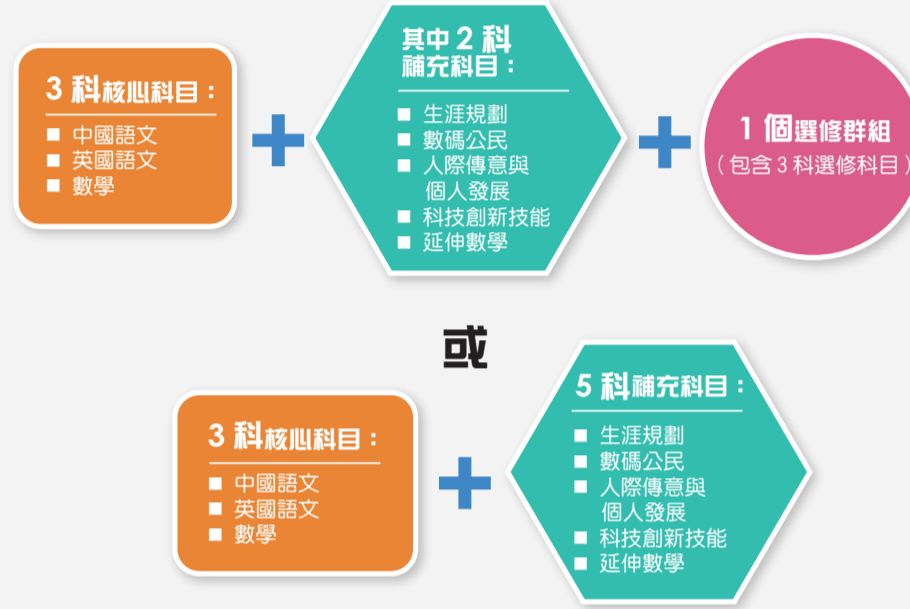 3 科核心科目：
■ 中國語文
■ 英國語文
■ 數學
其中 2 科
補充科目：
■ 生涯規劃
■ 數碼公民
■ 人際傳意與
個人發展
■ 科技創新技能
■ 延伸數學
1 個選修群組
（包含 3 科選修科目）
或
3 科核心科目：
■ 中國語文
■ 英國語文
■ 數學
5 科補充科目：
■ 生涯規劃
■ 數碼公民
■ 人際傳意與
個人發展
■ 科技創新技能
■ 延伸數學